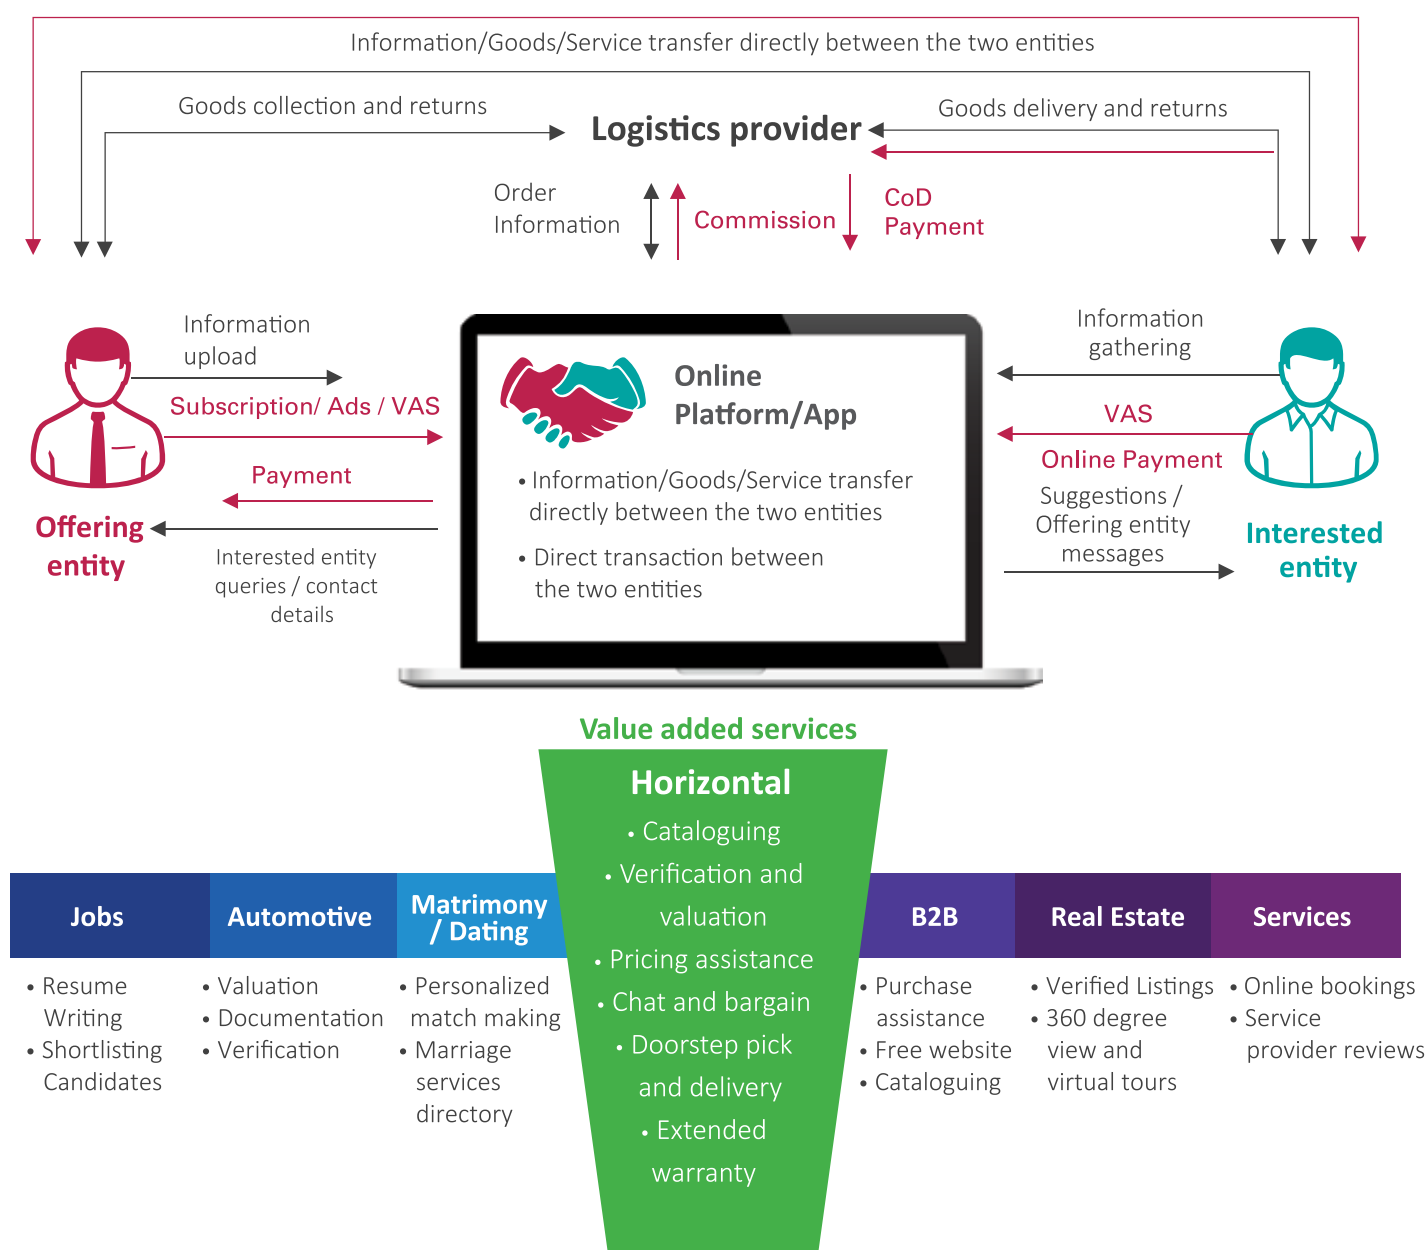 Information/Goods/Service transfer directly between the two entities
Goods collection and returns
Goods delivery and returns
Logistics provider
Order
Information
Commission
CoD
Payment
Information
upload
Subscription/ Ads / VAS
Payment
Offering
entity
Interested entity
queries / contact
details
Online
Platform/App
• Information/Goods/Service transfer
directly between the two entities
• Direct transaction between
the two entities
Information
gathering
VAS
Online Payment
Suggestions /
Offering entity
messages
Interested
entity
Value added services
Horizontal
• Cataloguing
• Verification and
valuation
• Pricing assistance
• Chat and bargain
• Doorstep pick
and delivery
• Extended
warranty
Jobs
• Resume
Writing
• Shortlisting
Candidates
Automotive
• Valuation
• Documentation
• Verification
Matrimony
/ Dating
• Personalized
match making
• Marriage
services
directory
B2B
• Purchase
assistance
• Free website
• Cataloguing
Real Estate
• Verified Listings
• 360 degree
view and
virtual tours
Services
• Online bookings
• Service
provider reviews